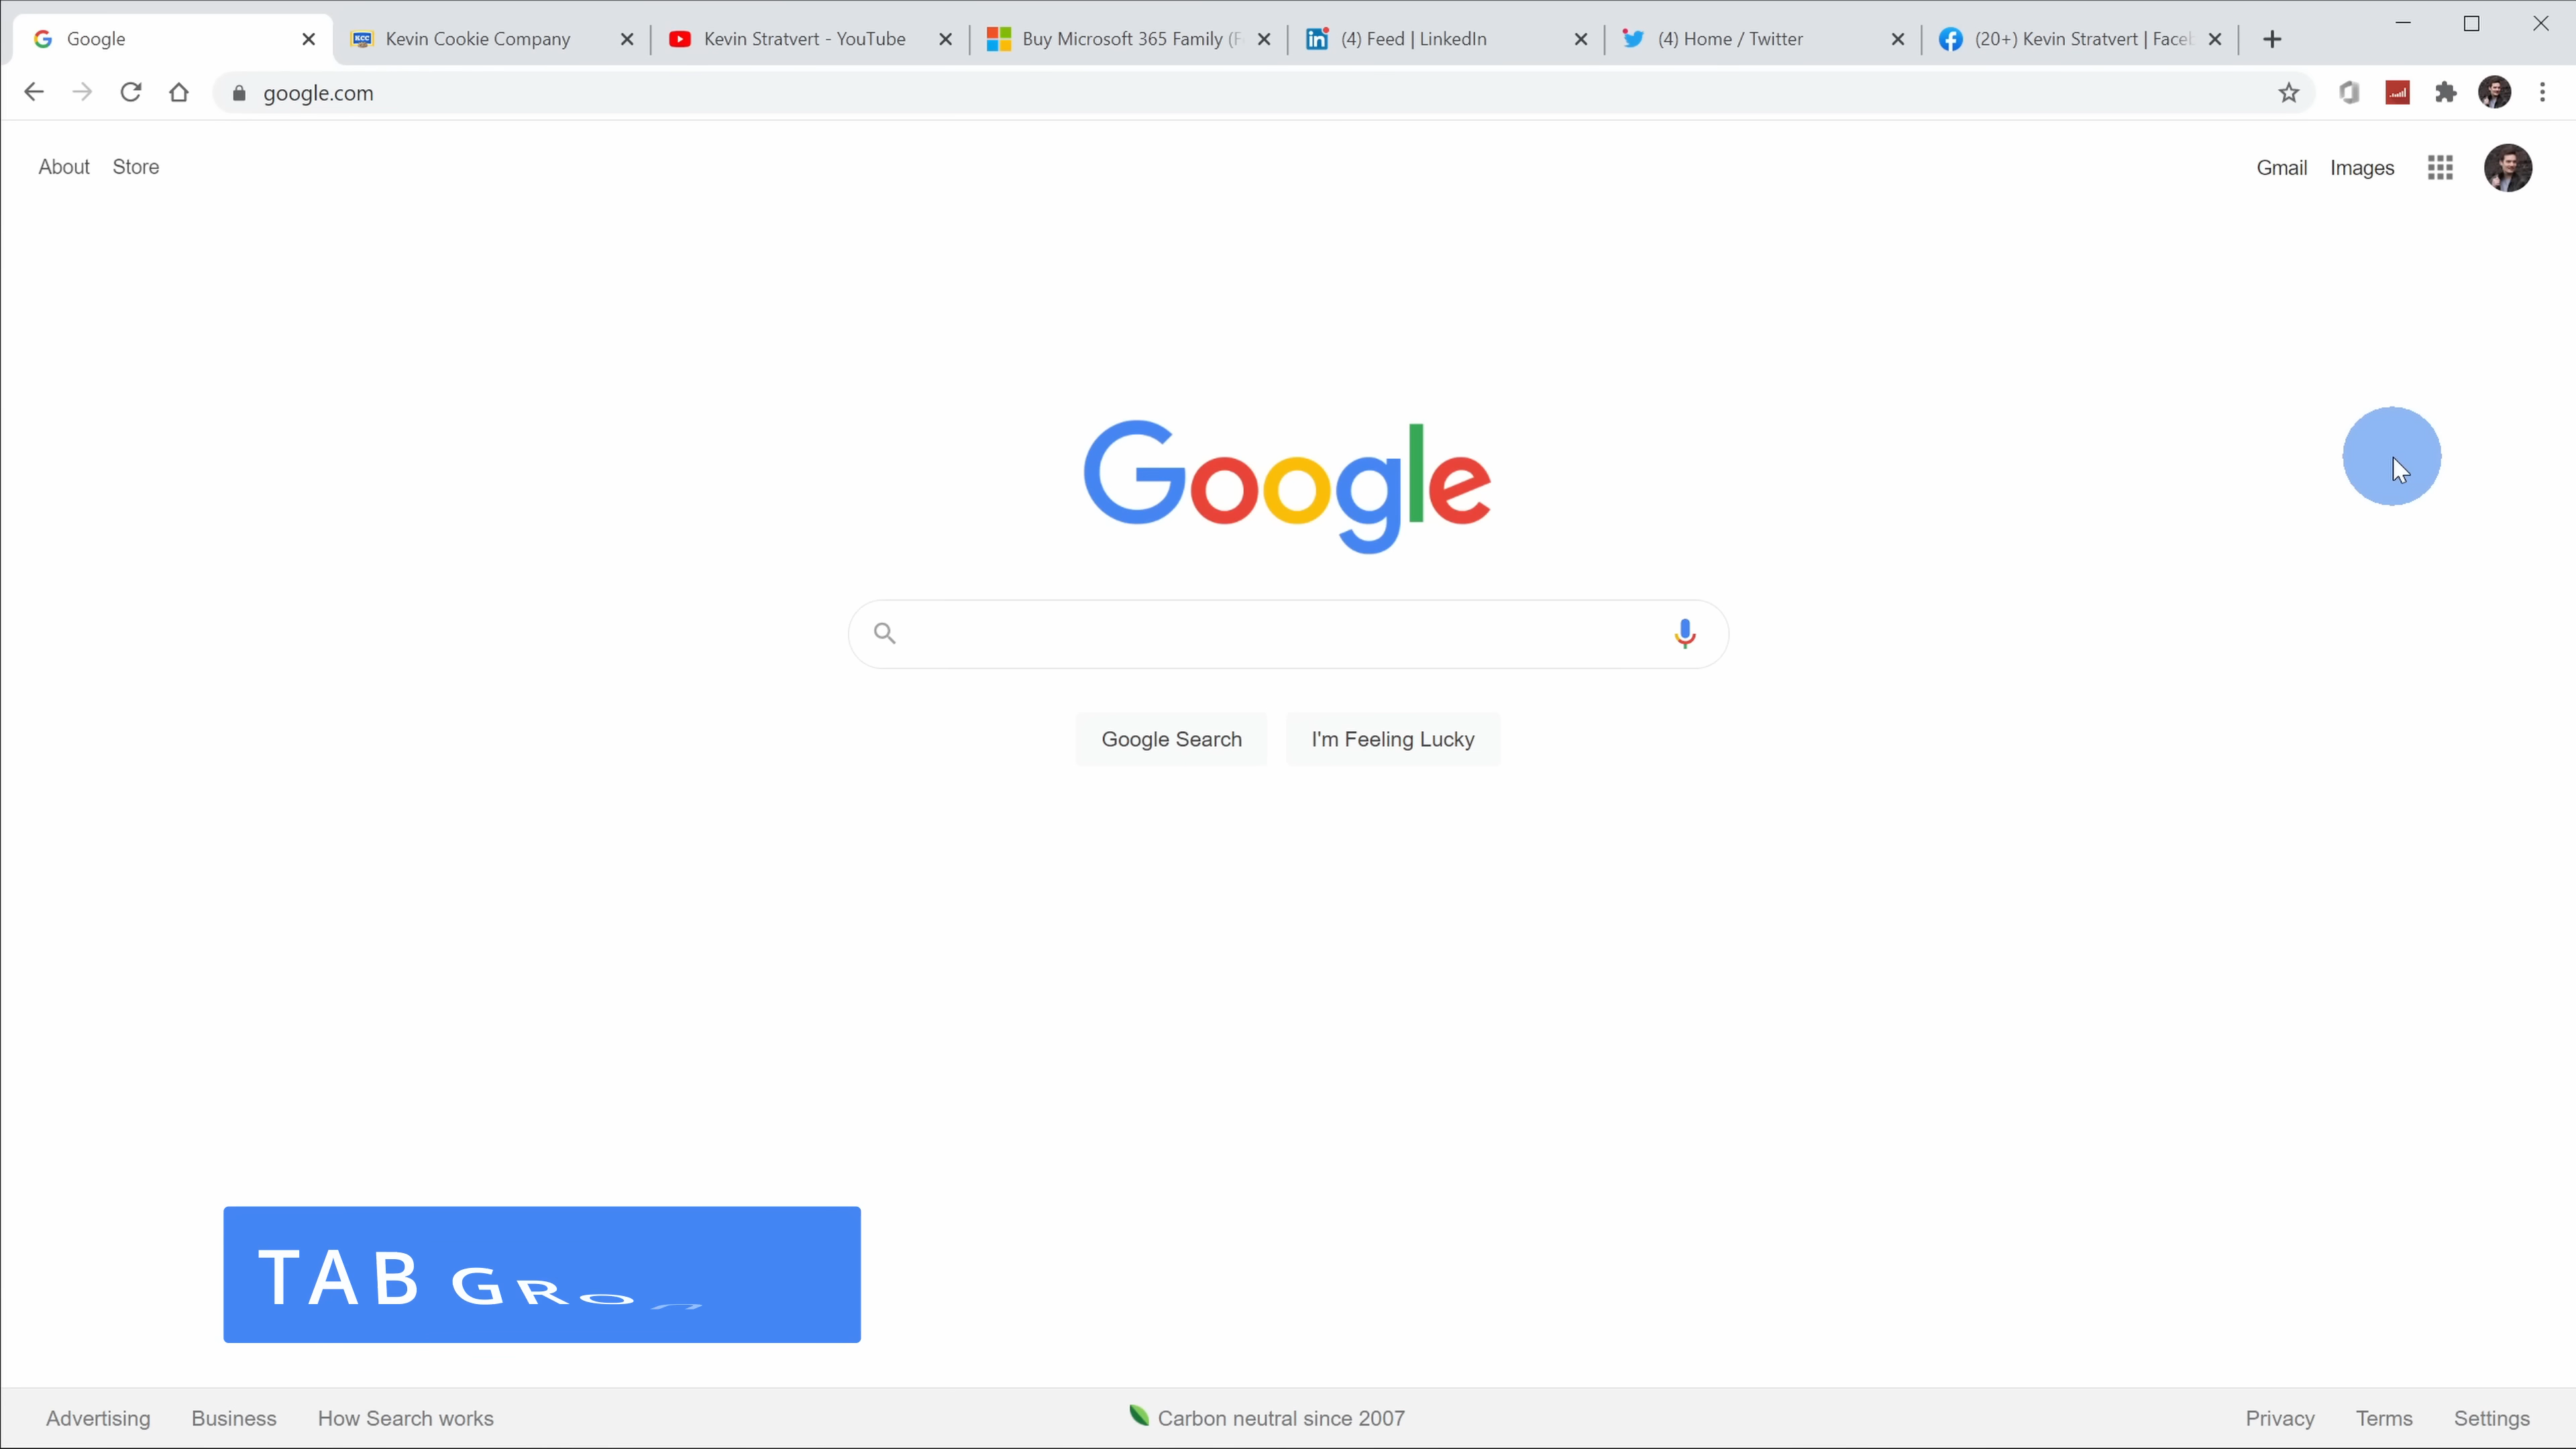 Google
Kevin Cookie Company
Kevin Stratvert - YouTube
Buy Microsoft 365 Family (F
(4) Feed | LinkedIn
(4) Home / Twitter
(20+) Kevin Stratvert | Faceb
google.com
About
Store
Gmail
Images
Google
Google Search
I'm Feeling Lucky
TAB GRO
Advertising
Business
How Search works
Carbon neutral since 2007
Privacy
Terms
Settings